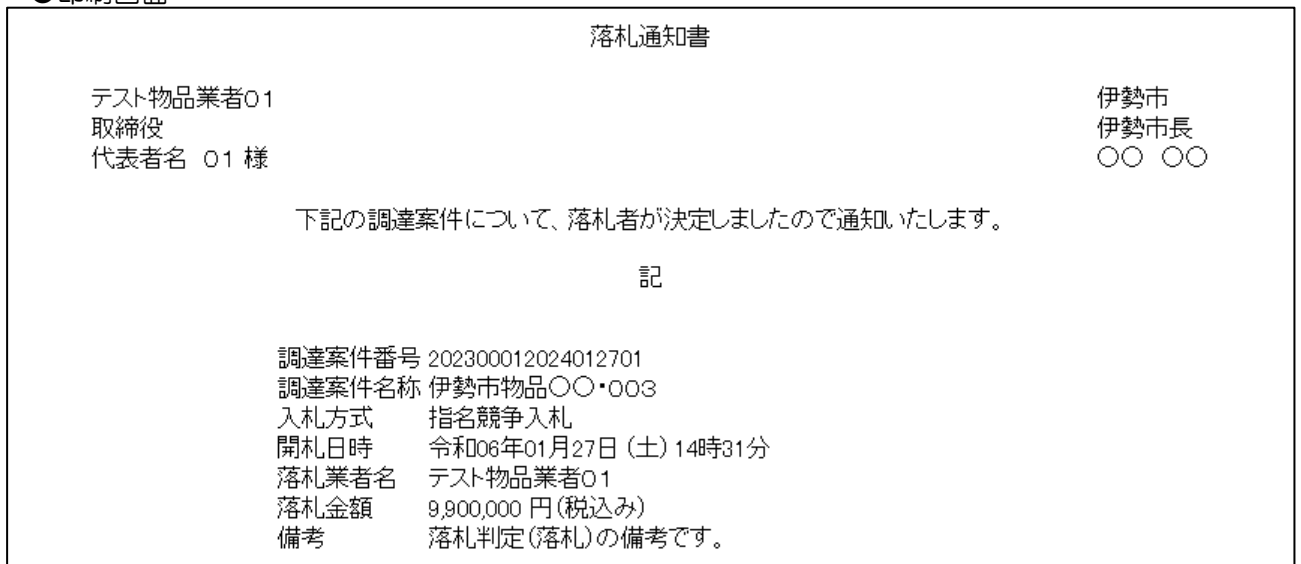 落札通知書
テスト物品業者01
取締役
代表者名 01 様
伊勢市
伊勢市長
○○ ○○
下記の調達案件について、落札者が決定しましたので通知いたします。
記
調達案件番号 202300012024012701
調達案件名称 伊勢市物品○○・003
入札方式 指名競争入札
開札日時 令和06年01月27日 (土) 14時31分
落札業者名 テスト物品業者01
落札金額 9,900,000 円(税込み)
備考 落札判定(落札)の備考です。